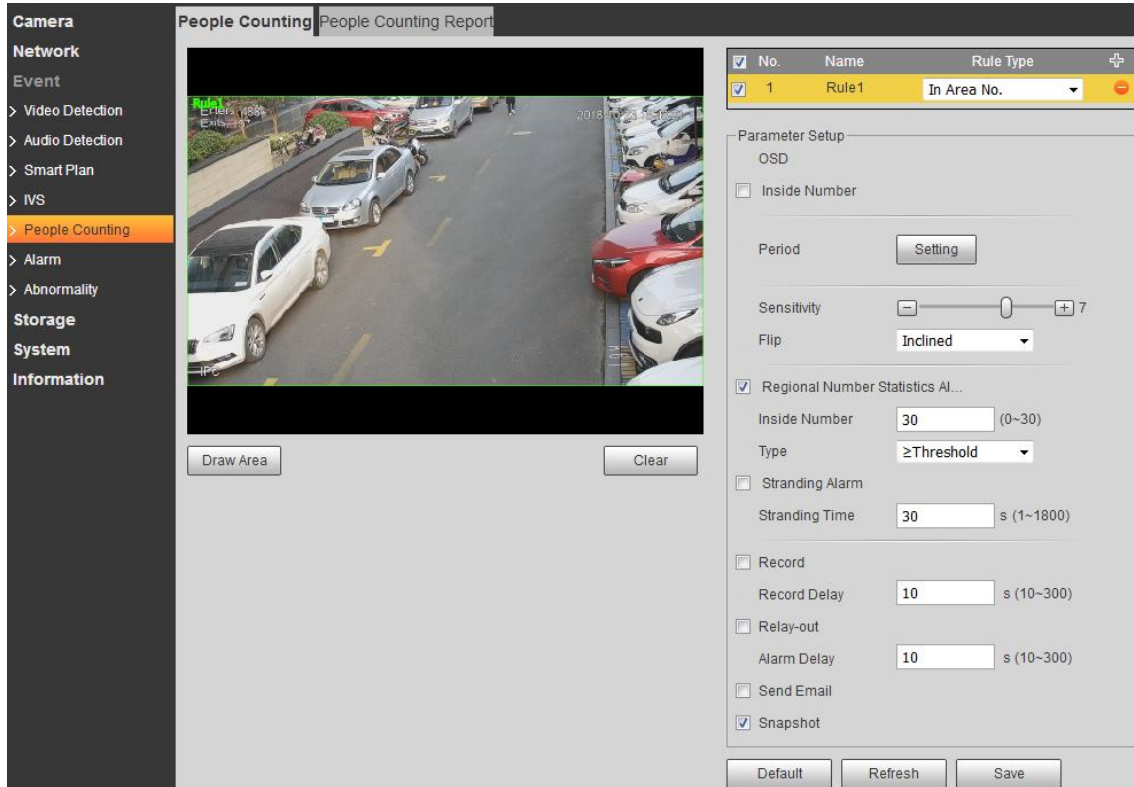 Camera
Network
Event
Video Detection
Audio Detection
Smart Plan
IVS
People Counting
Alarm
Abnormality
Storage
System
Information
People Counting People Counting Report
Rule1
IPC
Draw Area Clear
No. Name Rule Type
1 Rule1 In Area No.
Parameter Setup
OSD
Inside Number
Period Setting
Sensitivity 7
Flip Inclined
Regional Number Statistics Al...
Inside Number 30 (0~30)
Type ≥Threshold
Stranding Alarm
Stranding Time 30 s (1~1800)
Record
Record Delay 10 s (10~300)
Relay-out
Alarm Delay 10 s (10~300)
Send Email
Snapshot
Default Refresh Save